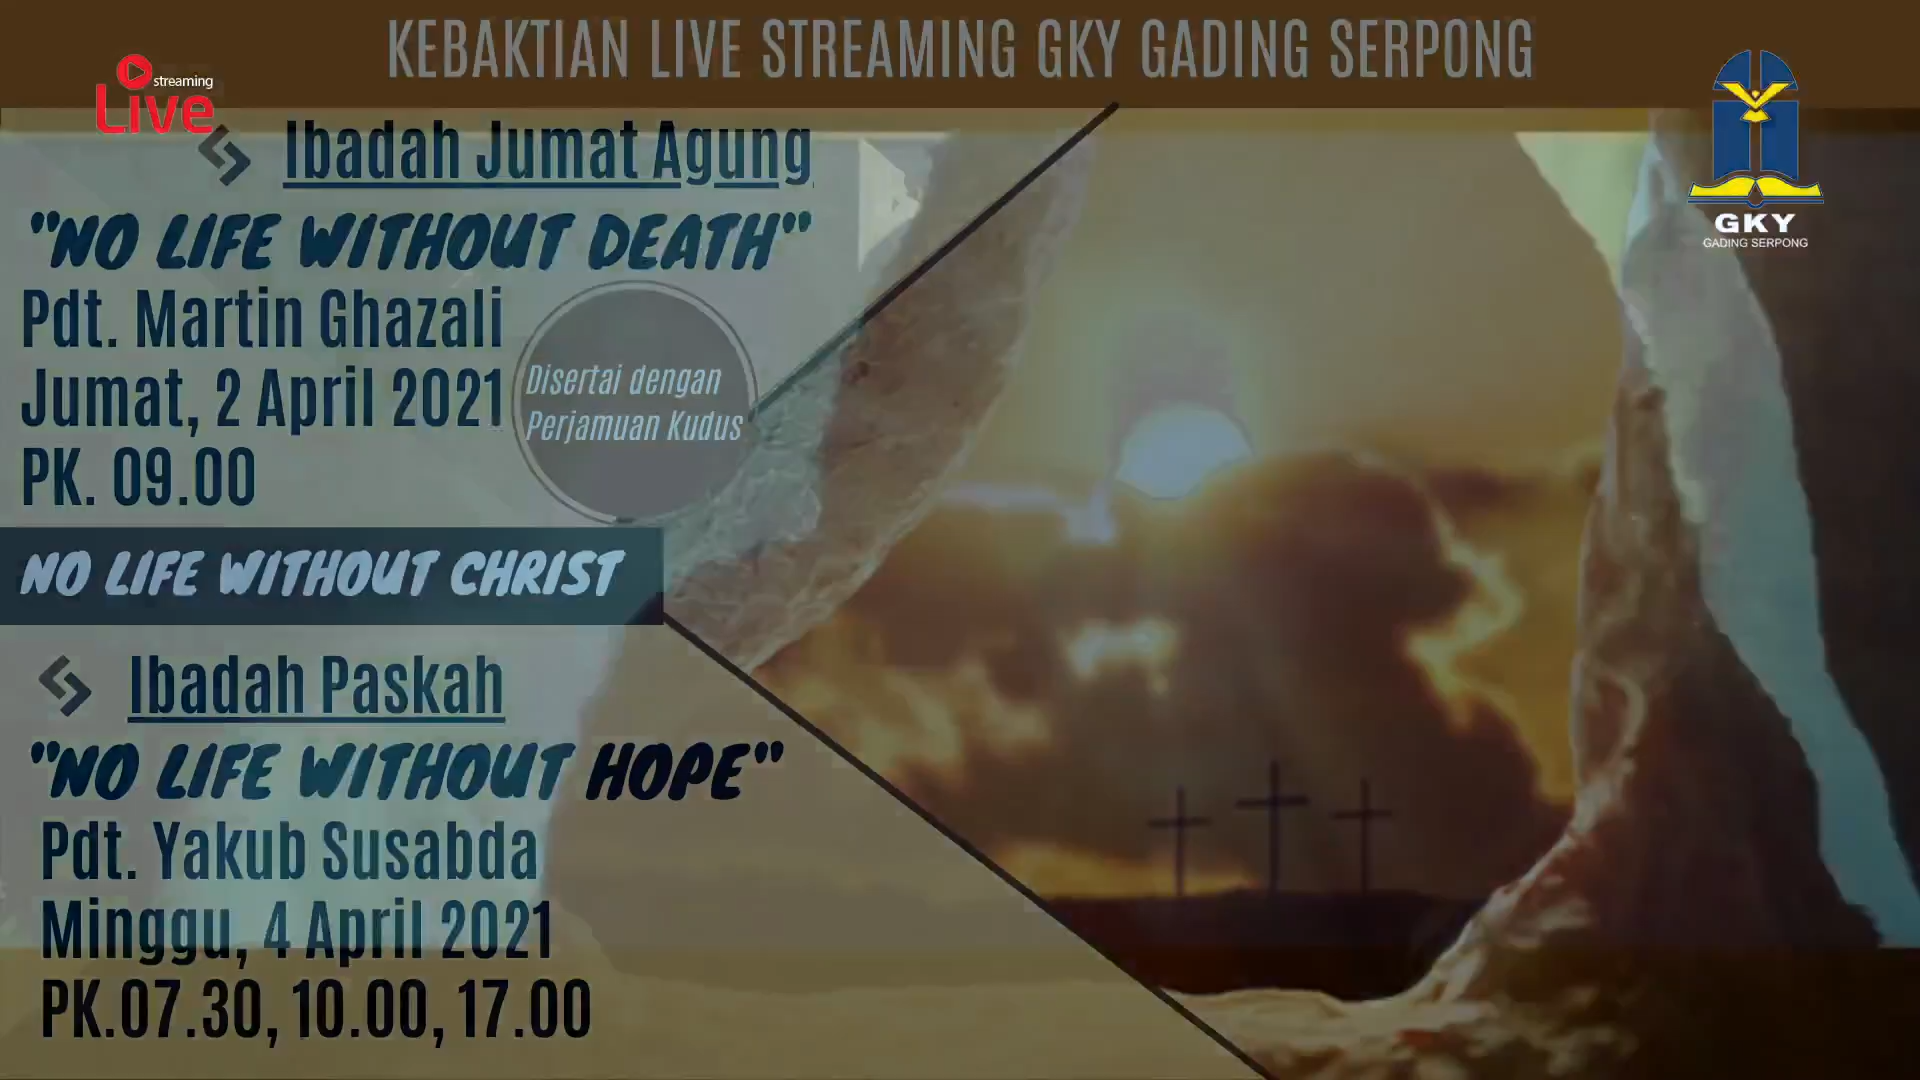 KEBAKTIAN LIVE STREAMING GKY GADING SERPONG
streaming
Live
Ibadah Jumat Agung
"NO LIFE WITHOUT DEATH"
Pdt. Martin Ghazali
Jumat, 2 April 2021
PK. 09.00
Disertai dengan
Perjamuan Kudus
NO LIFE WITHOUT CHRIST
Ibadah Paskah
"NO LIFE WITHOUT HOPE"
Pdt. Yakub Susabda
Minggu, 4 April 2021
PK.07.30, 10.00, 17.00
GKY
GADING SERPONG